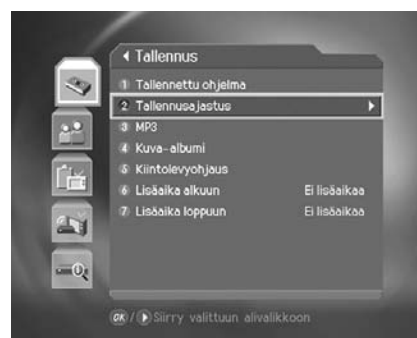 Tallennus
1 Tallennettu ohjelma
2 Tallennusajastus
3 MP3
4 Kuva-albumi
5 Kiintolevyohjaus
6 Lisäaika alkuun Ei lisäaikaa
7 Lisäaika loppuun Ei lisäaikaa
OK / Siirry valittuun alivalikkoon